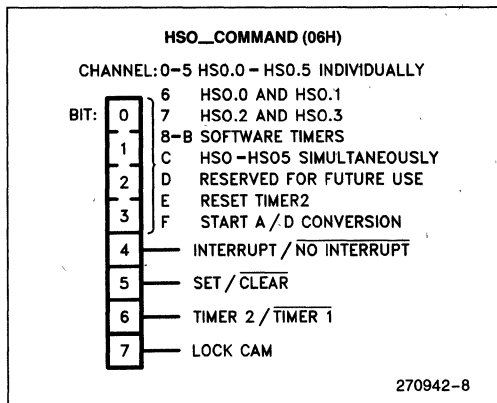 HSO__COMMAND (06H)
CHANNEL: 0-5 HSO.0 - HSO.5 INDIVIDUALLY
6 HSO.0 AND HSO.1
BIT: 0 7 HSO.2 AND HSO.3
8-B SOFTWARE TIMERS
1 C HSO-HSO5 SIMULTANEOUSLY
2 D RESERVED FOR FUTURE USE
E RESET TIMER2
3 F START A/D CONVERSION
4 INTERRUPT/NO INTERRUPT
5 SET/CLEAR
6 TIMER 2/TIMER 1
7 LOCK CAM
270942-8